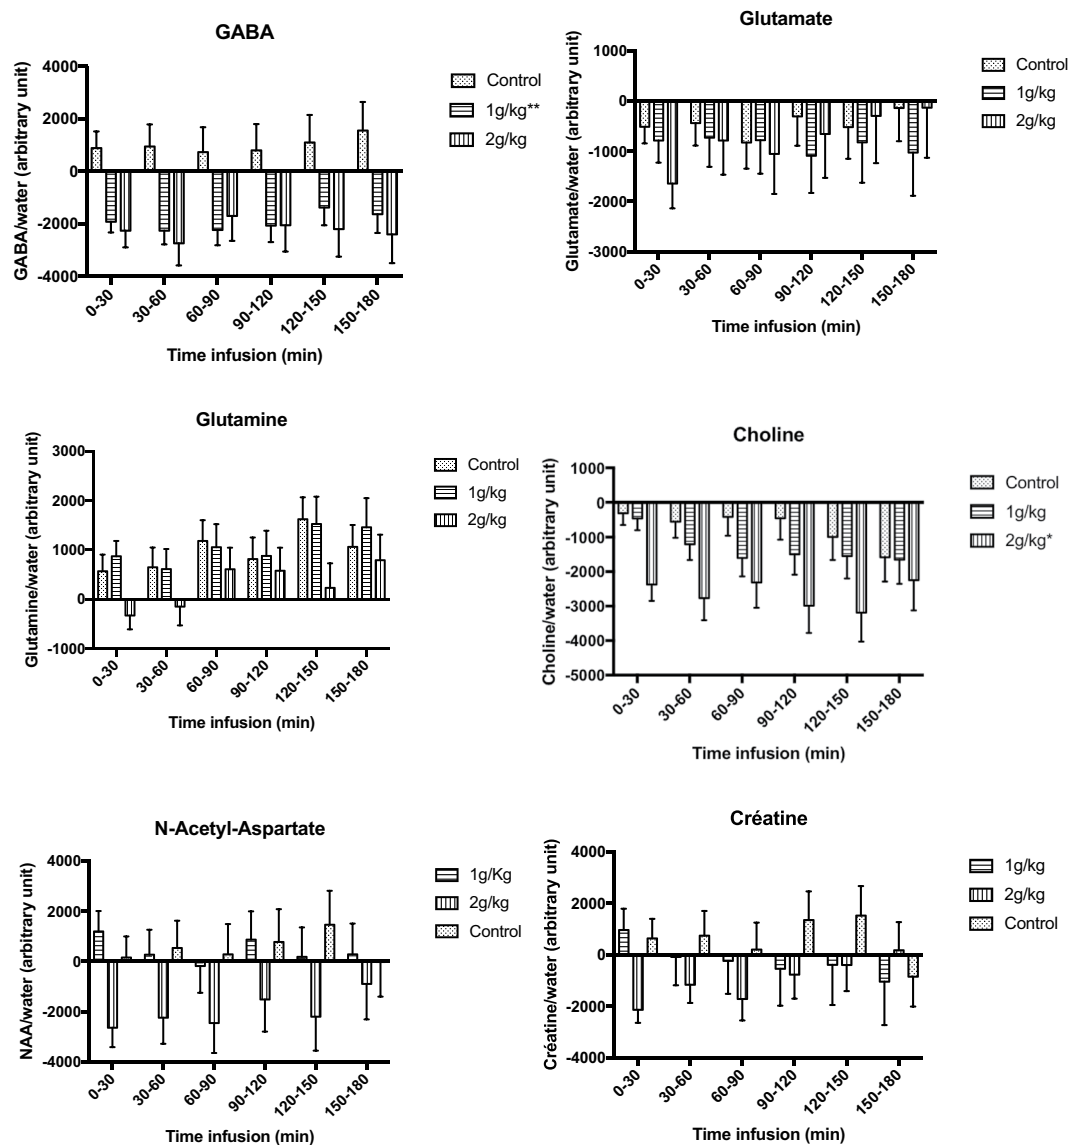 GABA
GABA/water (arbitrary unit)
4000
2000
0
-2000
-4000
0-30
30-60
60-90
90-120
120-150
150-180
Time infusion (min)
Control
1g/kg**
2g/kg
Glutamate
Glutamate/water (arbitrary unit)
1000
0
-1000
-2000
-3000
0-30
30-60
60-90
90-120
120-150
150-180
Time infusion (min)
Control
1g/kg
2g/kg
Glutamine
Glutamine/water (arbitrary unit)
3000
2000
1000
0
-1000
0-30
30-60
60-90
90-120
120-150
150-180
Time infusion (min)
Control
1g/kg
2g/kg
Choline
Choline/water (arbitrary unit)
1000
0
-1000
-2000
-3000
-4000
-5000
0-30
30-60
60-90
90-120
120-150
150-180
Time infusion (min)
Control
1g/kg
2g/kg*
N-Acetyl-Aspartate
NAA/water (arbitrary unit)
4000
2000
0
-2000
-4000
0-30
30-60
60-90
90-120
120-150
150-180
Time infusion (min)
1g/Kg
2g/kg
Control
Créatine
Créatine/water (arbitrary unit)
4000
2000
0
-2000
-4000
0-30
30-60
60-90
90-120
120-150
150-180
Time infusion (min)
1g/kg
2g/kg
Control